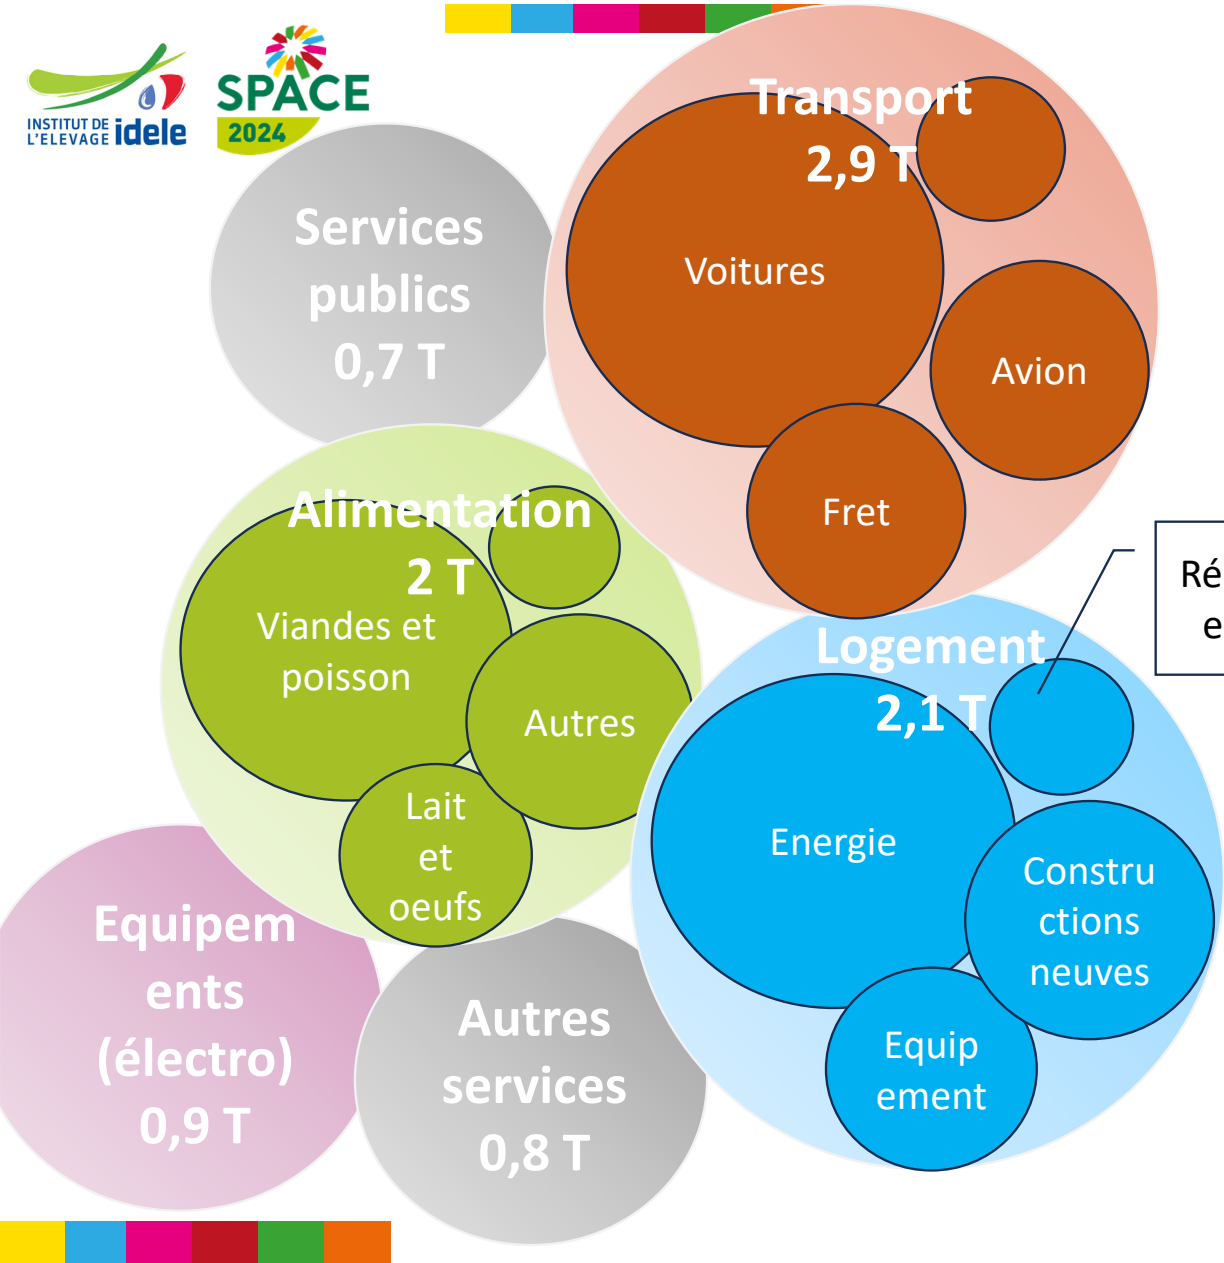 INSTITUT DE
L'ELEVAGE idele
SPACE
2024
Transport
2,9 T
Voitures
Avion
Fret
Services
publics
0,7 T
Alimentation
2 T
Viandes et
poisson
Autres
Lait
et
oeufs
Logement
2,1 T
Energie
Constru
ctions
neuves
Equip
ement
Equipem
ents
(électro)
0,9 T
Autres
services
0,8 T